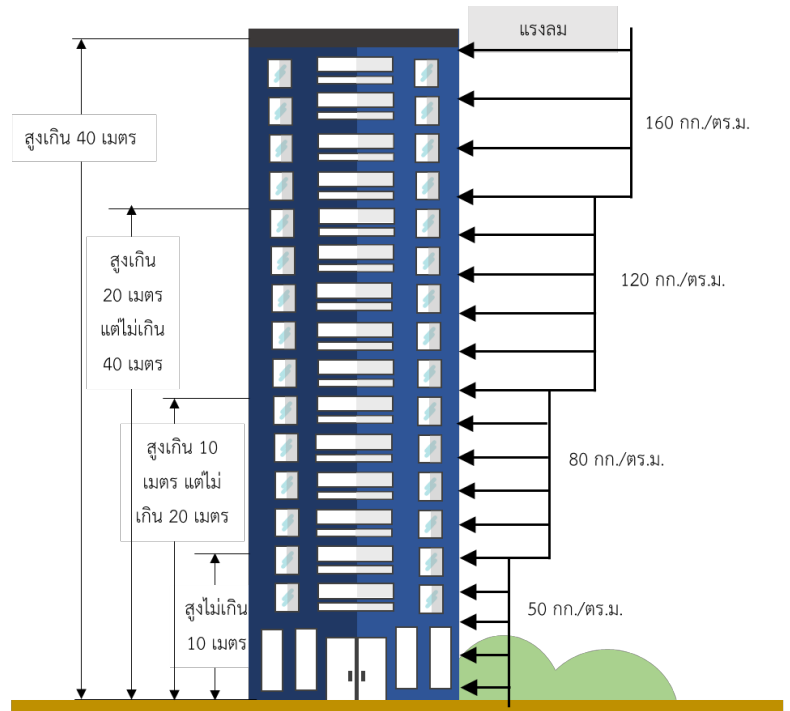 แรงลม
160 กก./ตร.ม.
สูงเกิน 40 เมตร
สูงเกิน
20 เมตร
แต่ไม่เกิน
40 เมตร
120 กก./ตร.ม.
สูงเกิน 10
เมตร แต่ไม่
เกิน 20 เมตร
80 กก./ตร.ม.
สูงไม่เกิน
10 เมตร
50 กก./ตร.ม.